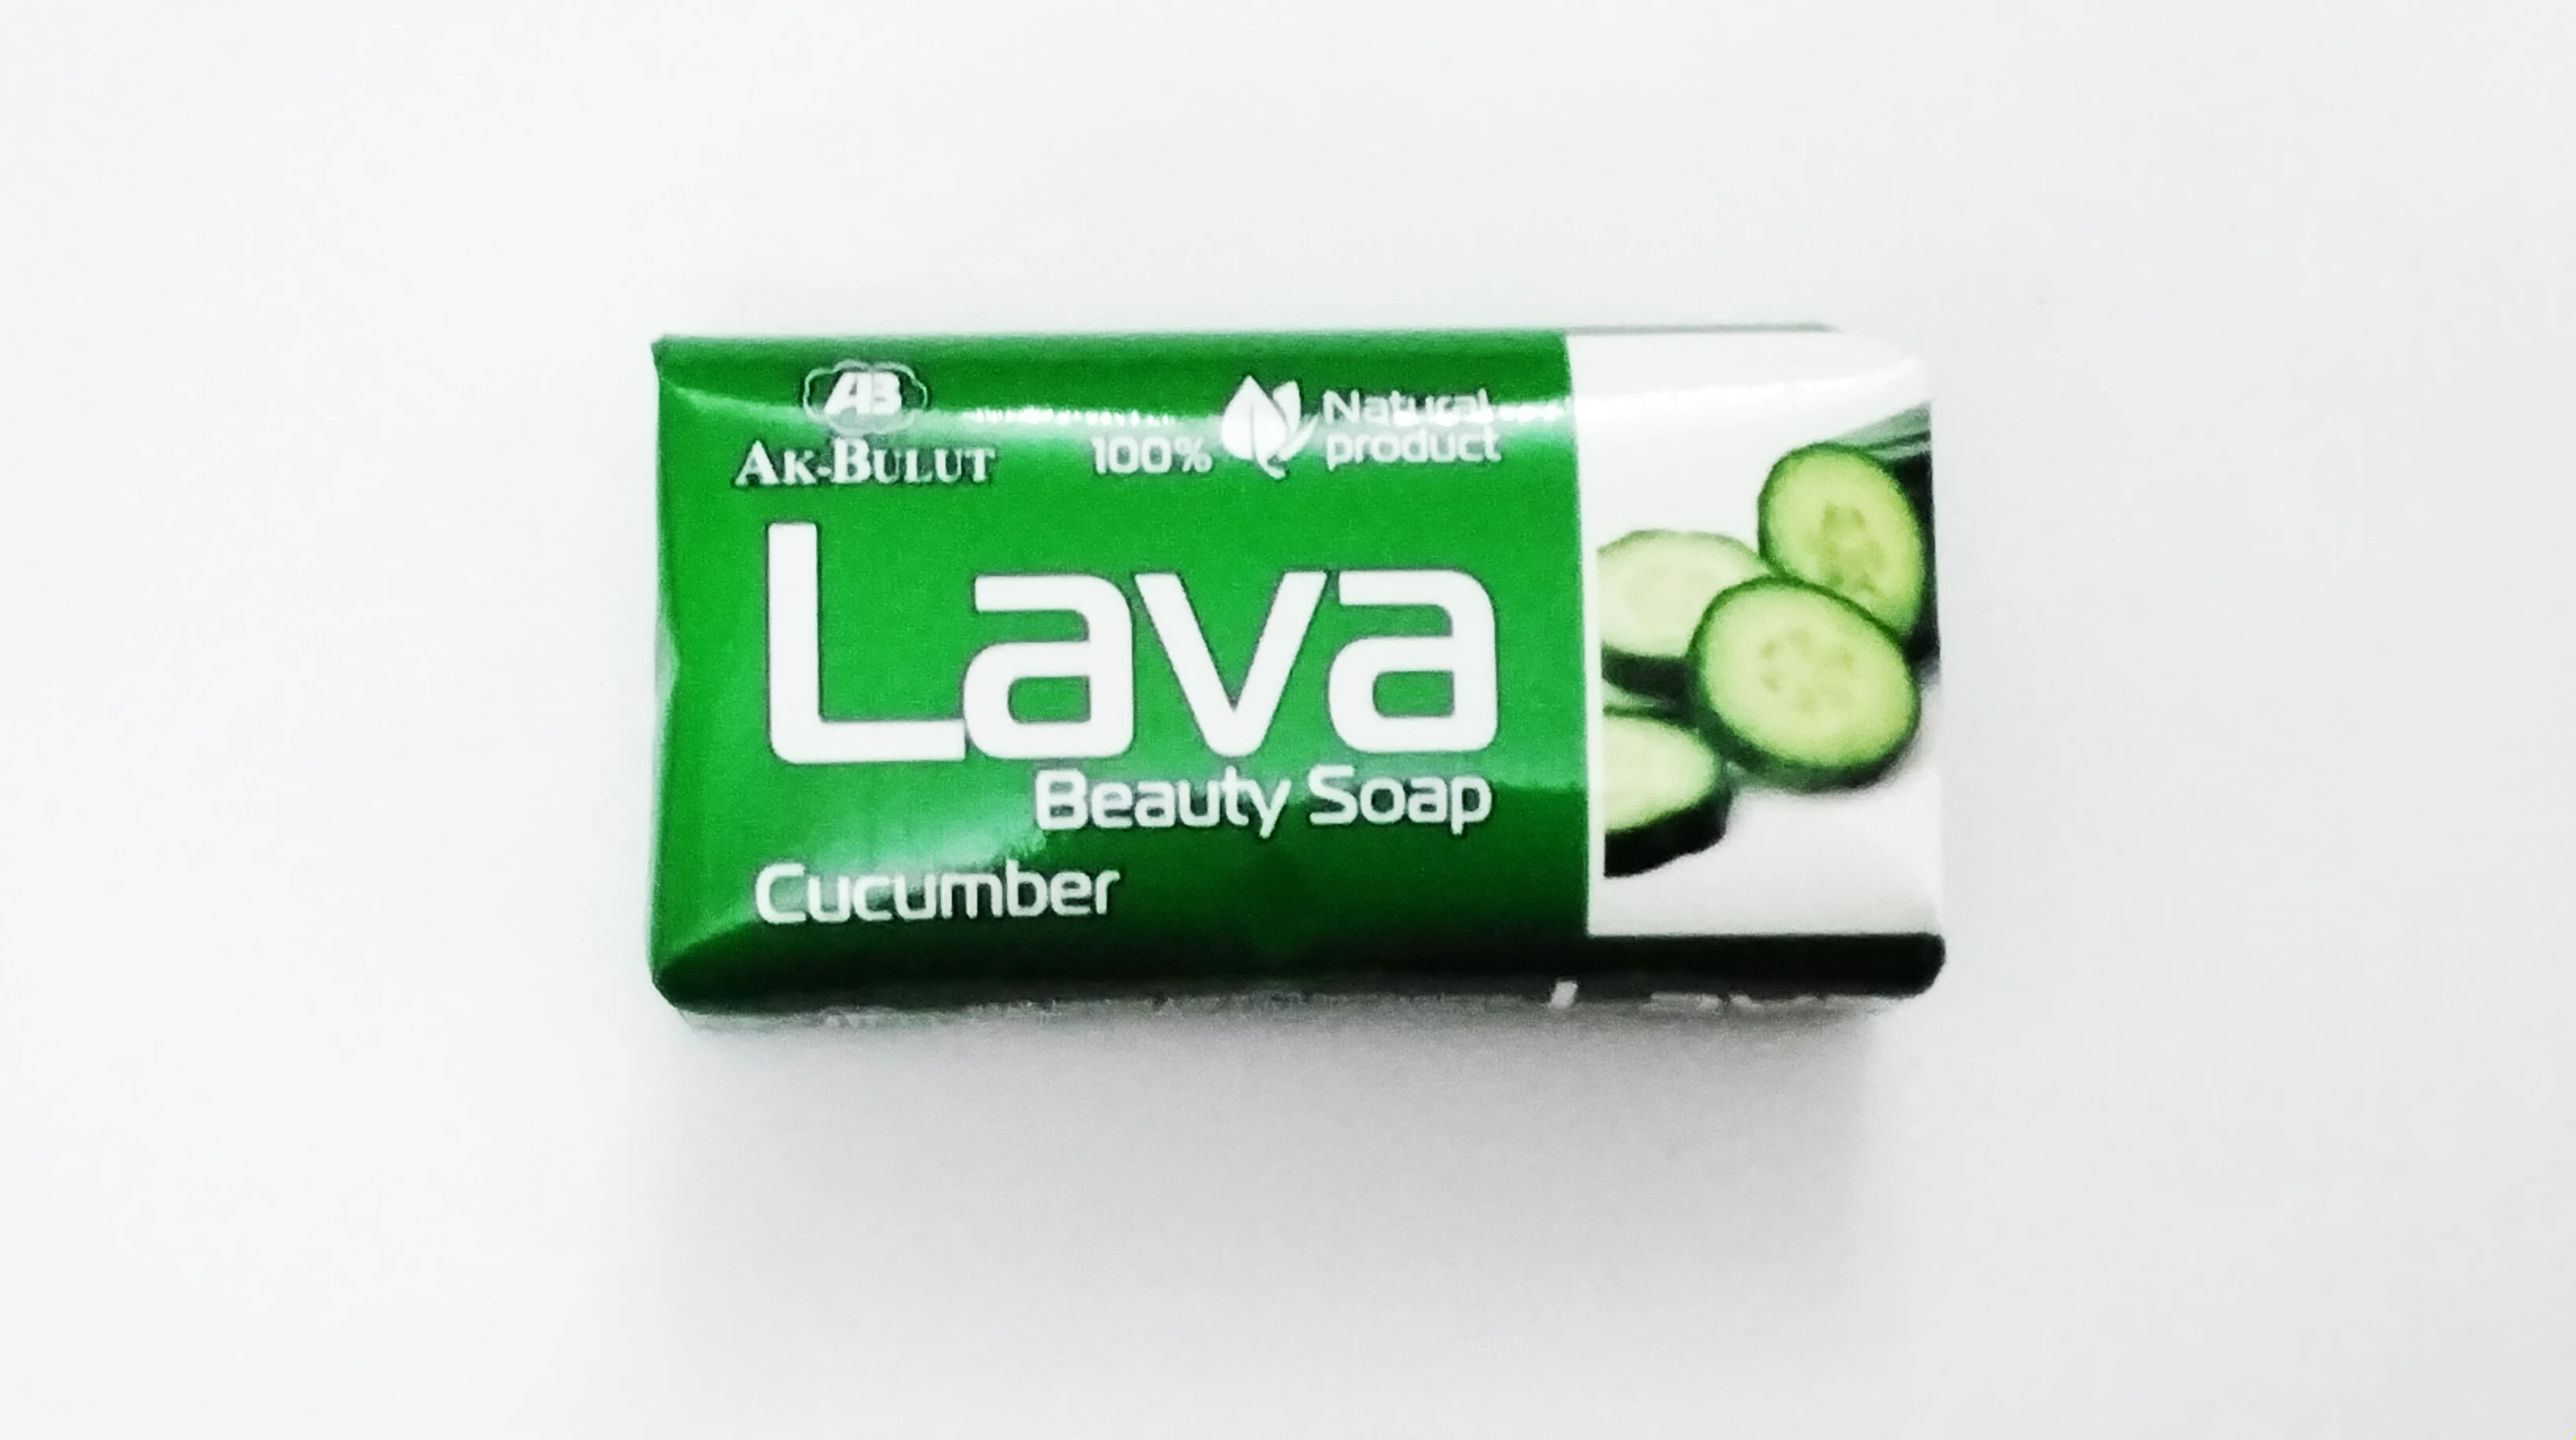 AB
AK-BULUT
100% Natural product
Lava
Beauty Soap
Cucumber